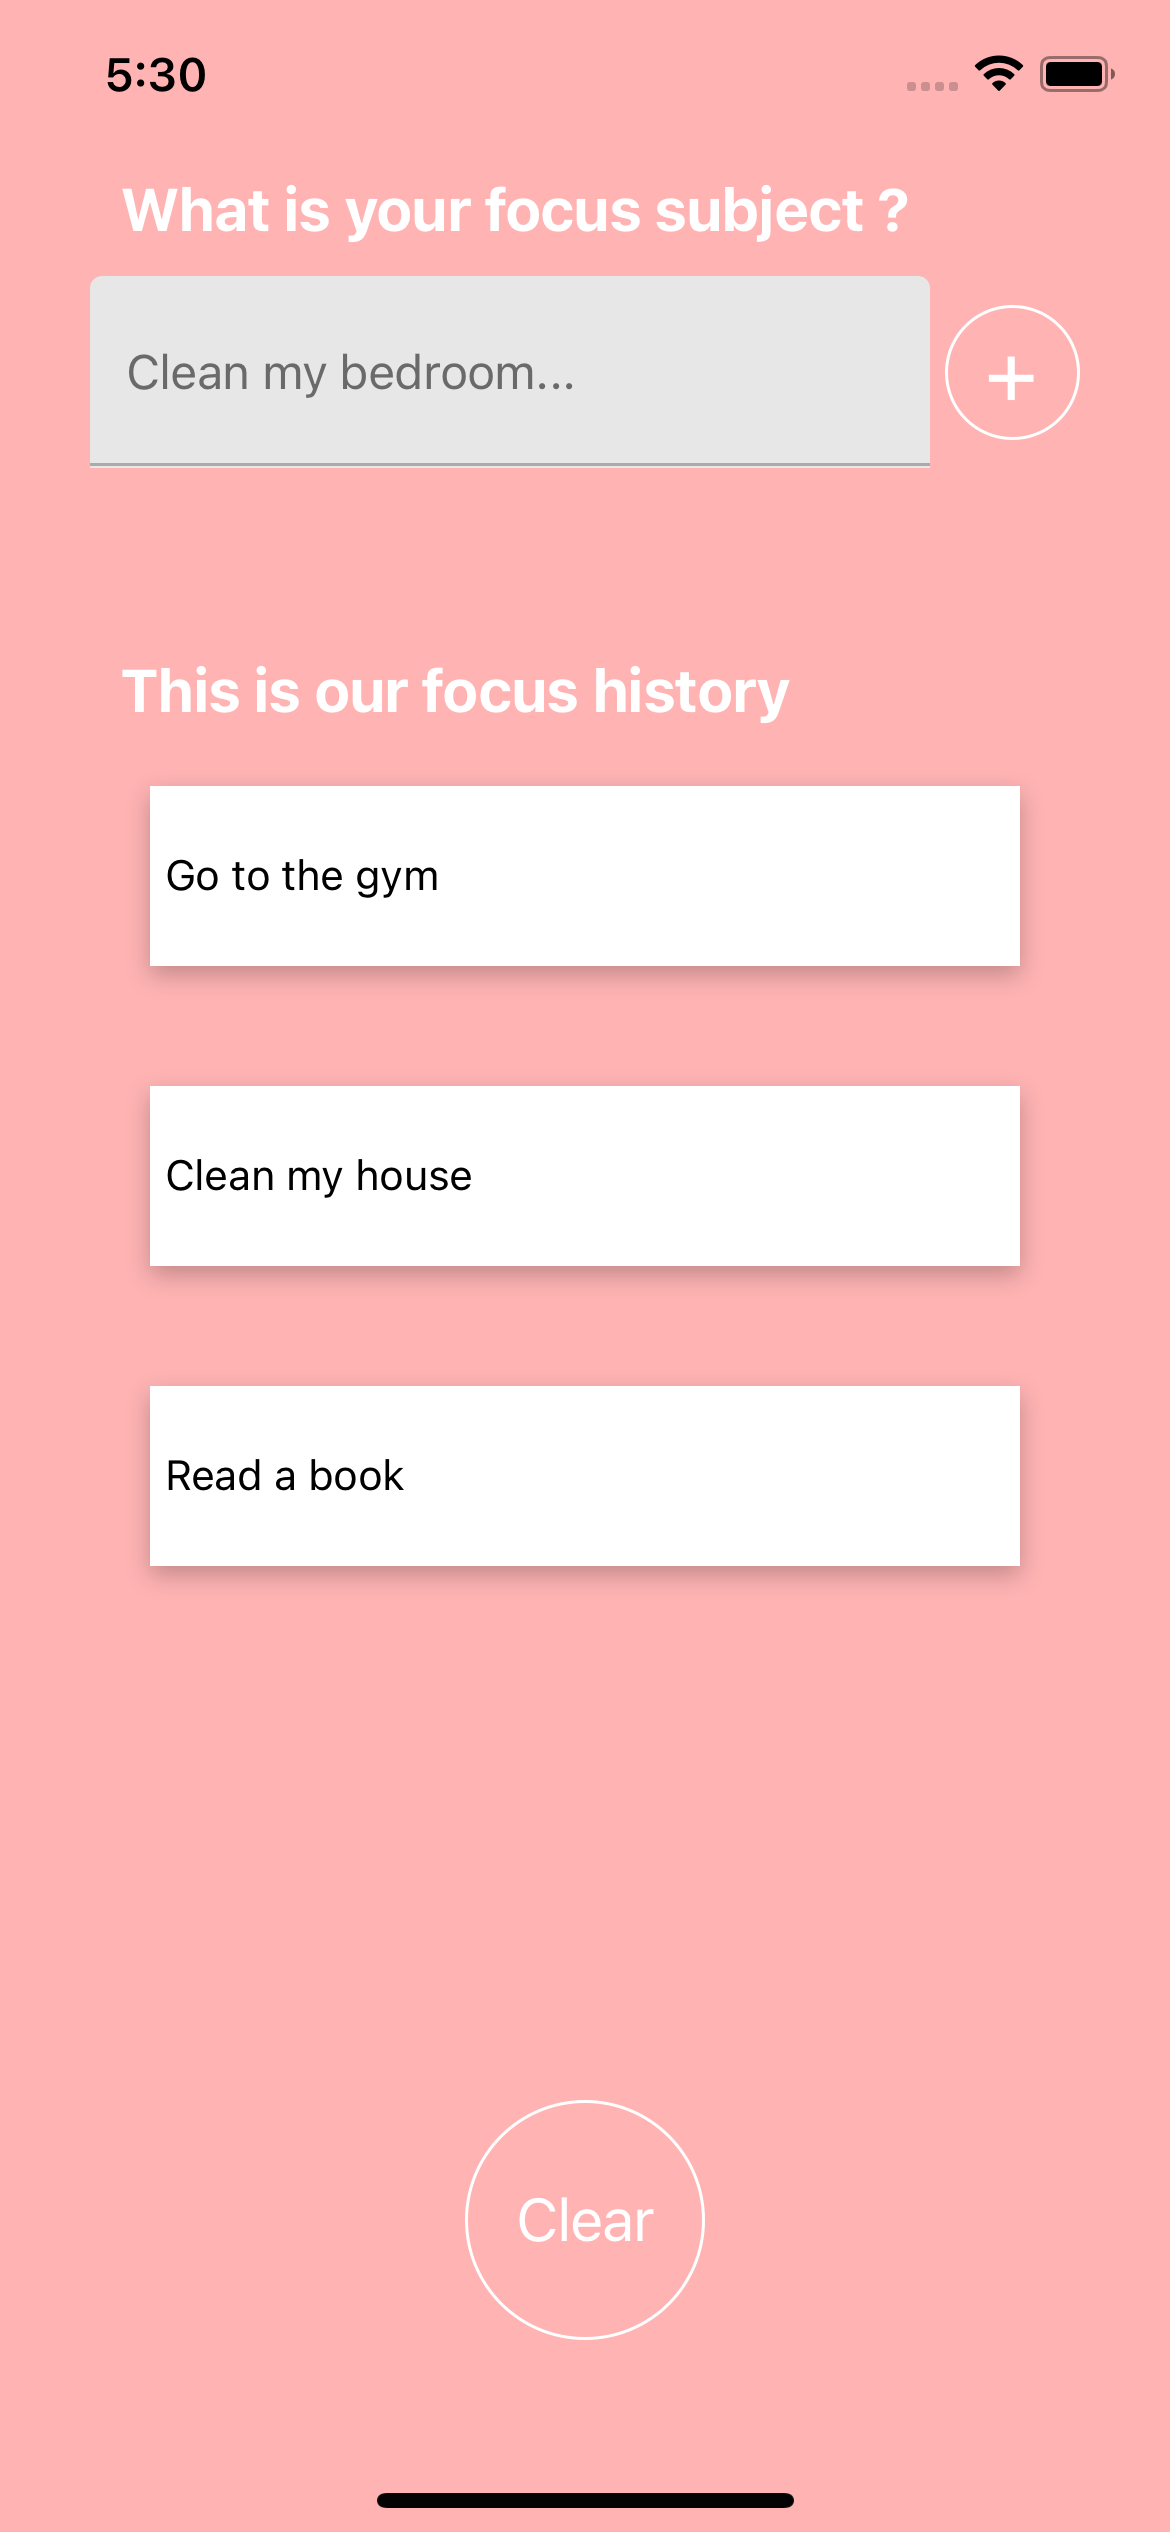 5:30
What is your focus subject ?
Clean my bedroom...
+
This is our focus history
Go to the gym
Clean my house
Read a book
Clear